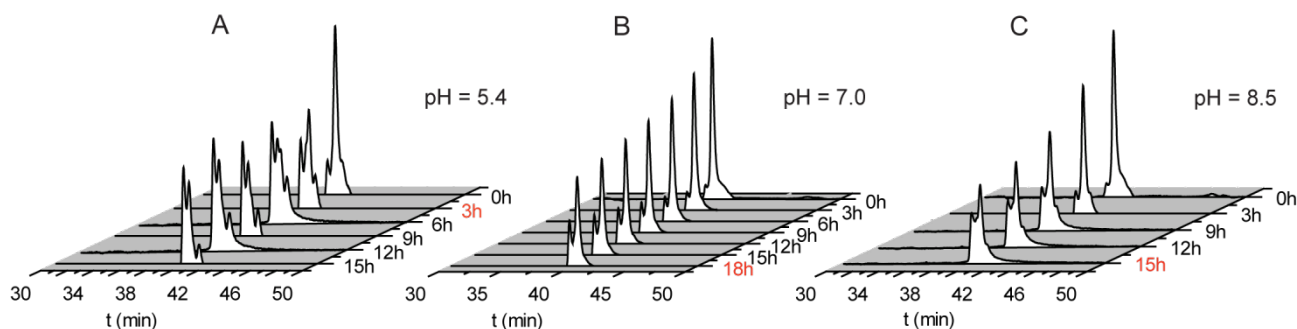 A
B
C
pH = 5.4
pH = 7.0
pH = 8.5
0h
3h
6h
9h
12h
15h
30 34 38 42 46 50
t (min)
0h
3h
6h
9h
12h
15h
18h
30 35 40 45 50
t (min)
0h
3h
9h
12h
15h
30 34 38 42 46 50
t (min)